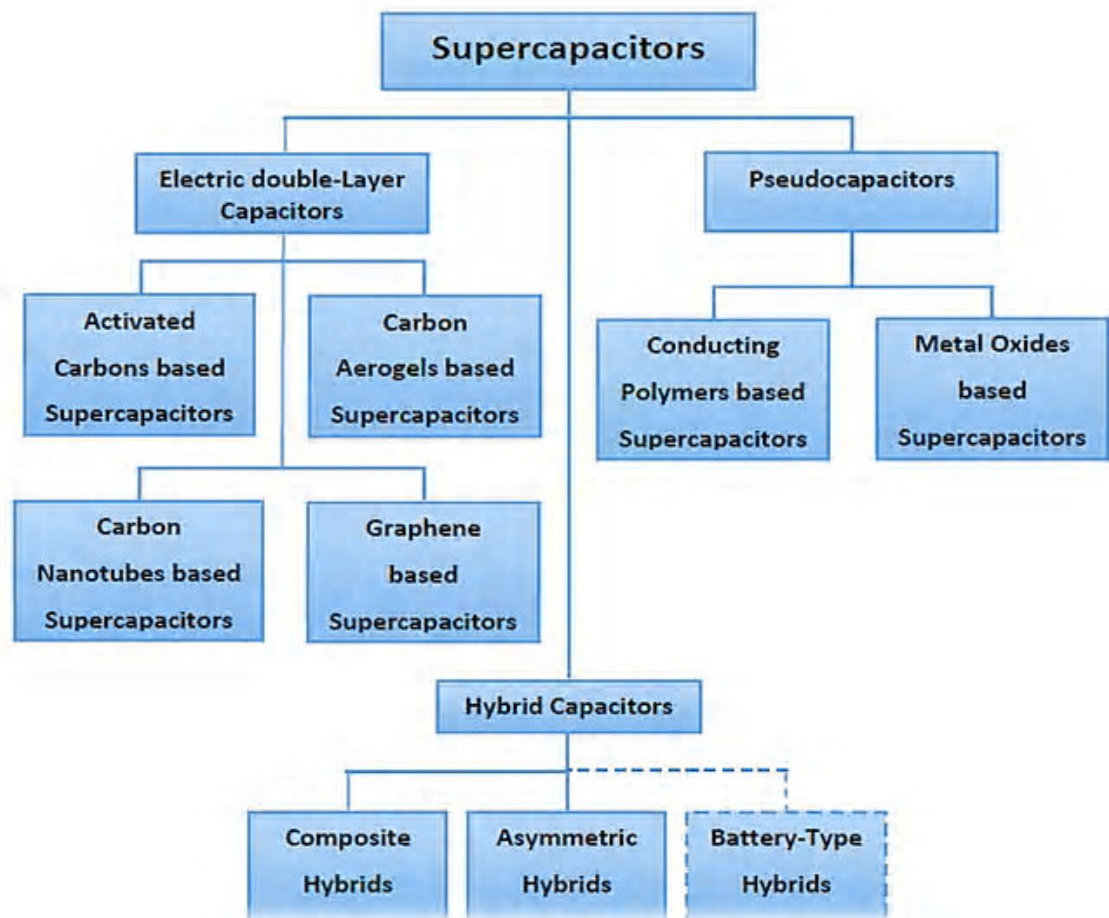 Supercapacitors
Electric double-Layer
Capacitors
Pseudocapacitors
Activated
Carbons based
Supercapacitors
Carbon
Aerogels based
Supercapacitors
Conducting
Polymers based
Supercapacitors
Metal Oxides
based
Supercapacitors
Carbon
Nanotubes based
Supercapacitors
Graphene
based
Supercapacitors
Hybrid Capacitors
Composite
Hybrids
Asymmetric
Hybrids
Battery-Type
Hybrids